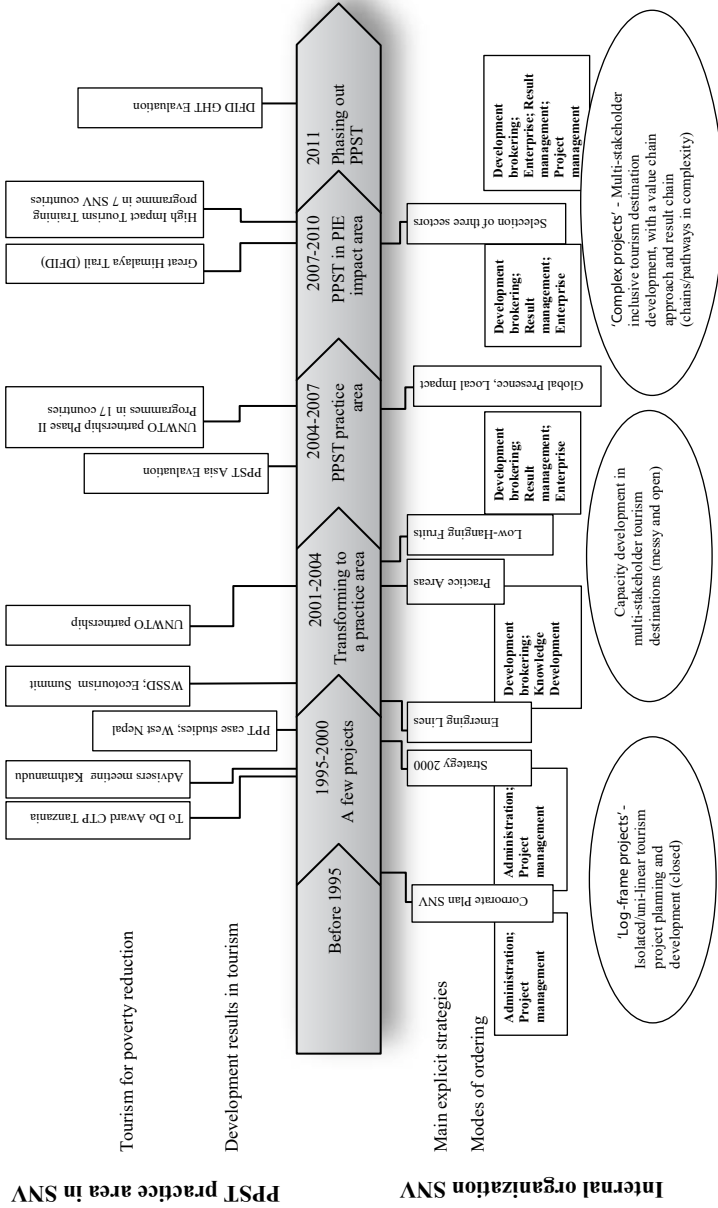 PPST practice area in SNV
Tourism for poverty reduction
Development results in tourism
To Do Award CTP Tanzania
Advisers meeting Kathmandu
PPT case studies; West Nepal
WSSD; Ecotourism Summit
UNWTO partnership
PPST Asia Evaluation
UNWTO partnership Phase II
Programmes in 17 countries
Great Himalaya Trail (DFID)
High Impact Tourism Training
programme in 7 SNV countries
DFID GHT Evaluation
Before 1995
1995-2000
A few projects
2001-2004
Transforming to
a practice area
2004-2007
PPST practice
area
2007-2010
PPST in PIE
impact area
2011
Phasing out
PPST
Internal organization SNV
Main explicit strategies
Modes of ordering
Corporate Plan SNV
Strategy 2000
Emerging Lines
Practice Areas
Low-Hanging Fruits
Global Presence, Local Impact
Selection of three sectors
Administration;
Project
management
Administration;
Project
management
Development
brokering;
Knowledge
Development
Development
brokering;
Result
management;
Enterprise
Development
brokering;
Result
management;
Enterprise
Development
brokering;
Enterprise; Result
management;
Project
management
'Log-frame projects' -
Isolated/uni-linear tourism
project planning and
development (closed)
Capacity development in
multi-stakeholder tourism
destinations (messy and open)
'Complex projects' - Multi-stakeholder
inclusive tourism destination
development, with a value chain
approach and result chain
(chains/pathways in complexity)